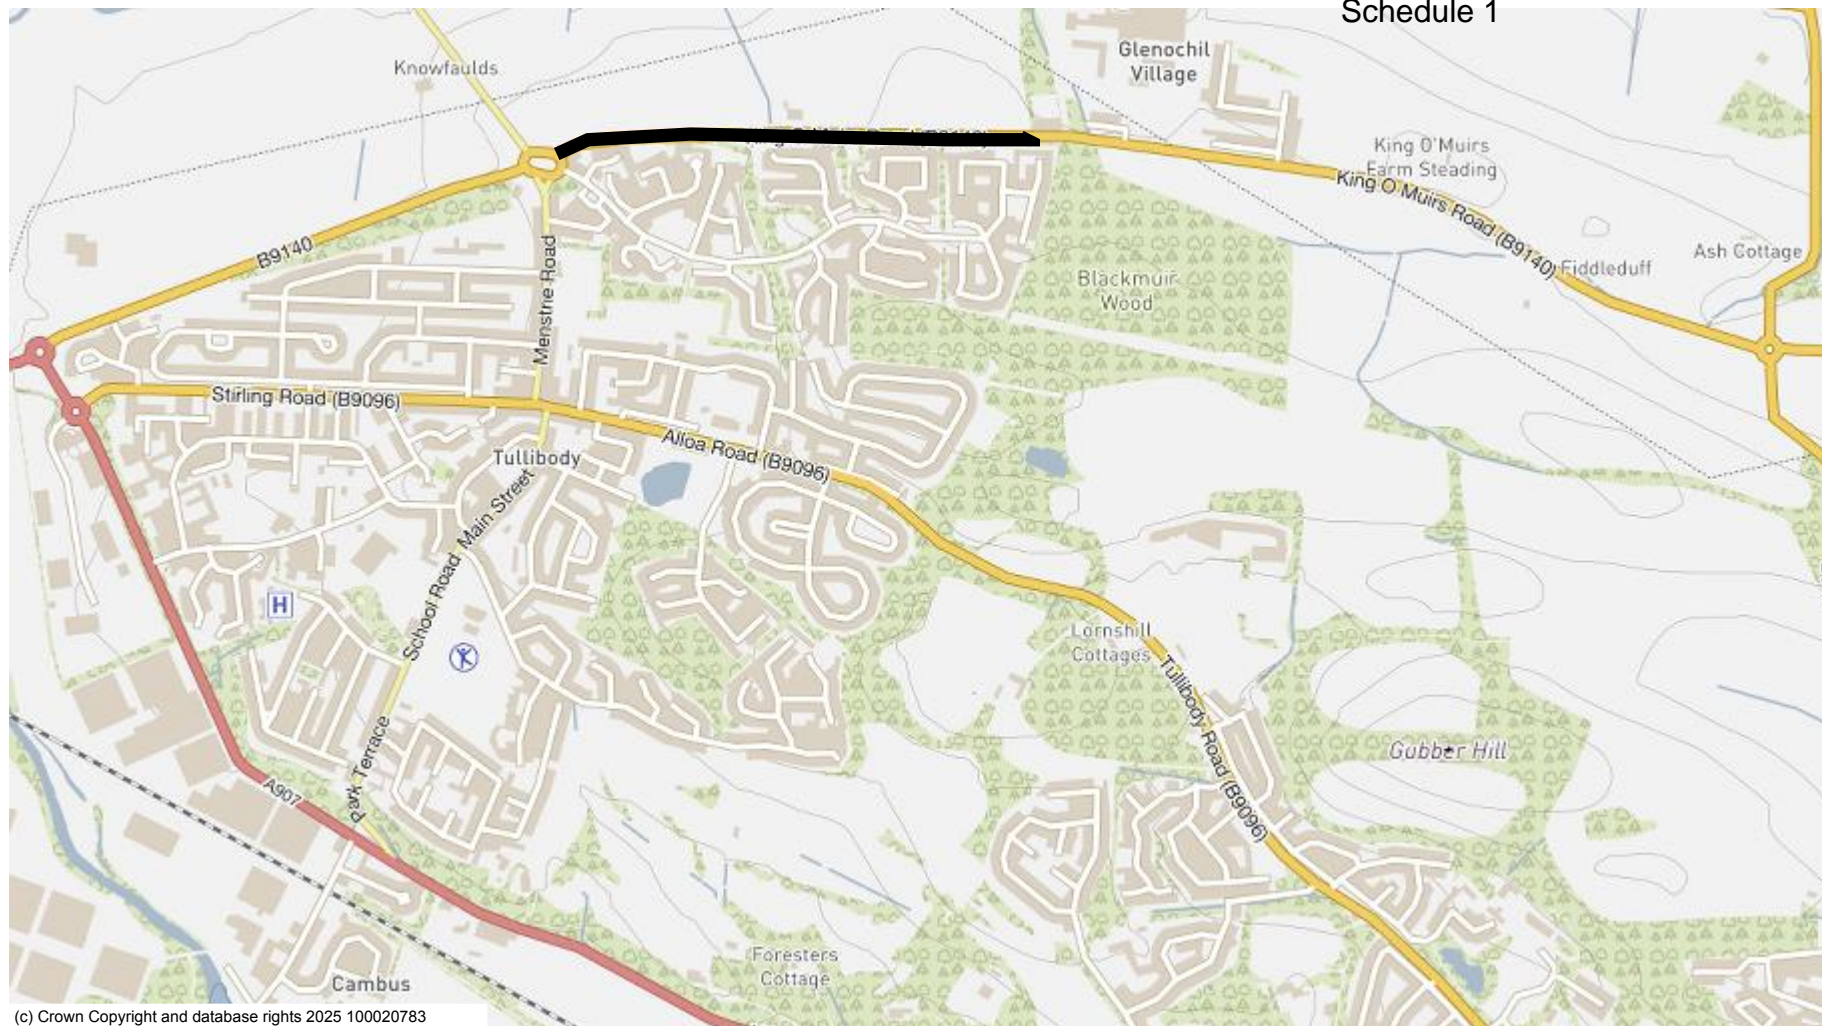 Schedule 1
Glenochil
Village
Knowfaulds
King O'Muirs
Farm Steading
King O Muirs Road (B9140)
B9140
Ash Cottage
Fiddleduff
Menstrie Road
Blackmuir
Wood
Stirling Road (B9096)
Alloa Road (B9096)
Tullibody
Main Street
School Road
H
Lornshill
Cottages
Tullibody Road (B9096)
Gubber Hill
Park Terrace
A907
Foresters
Cottage
Cambus
(c) Crown Copyright and database rights 2025 100020783